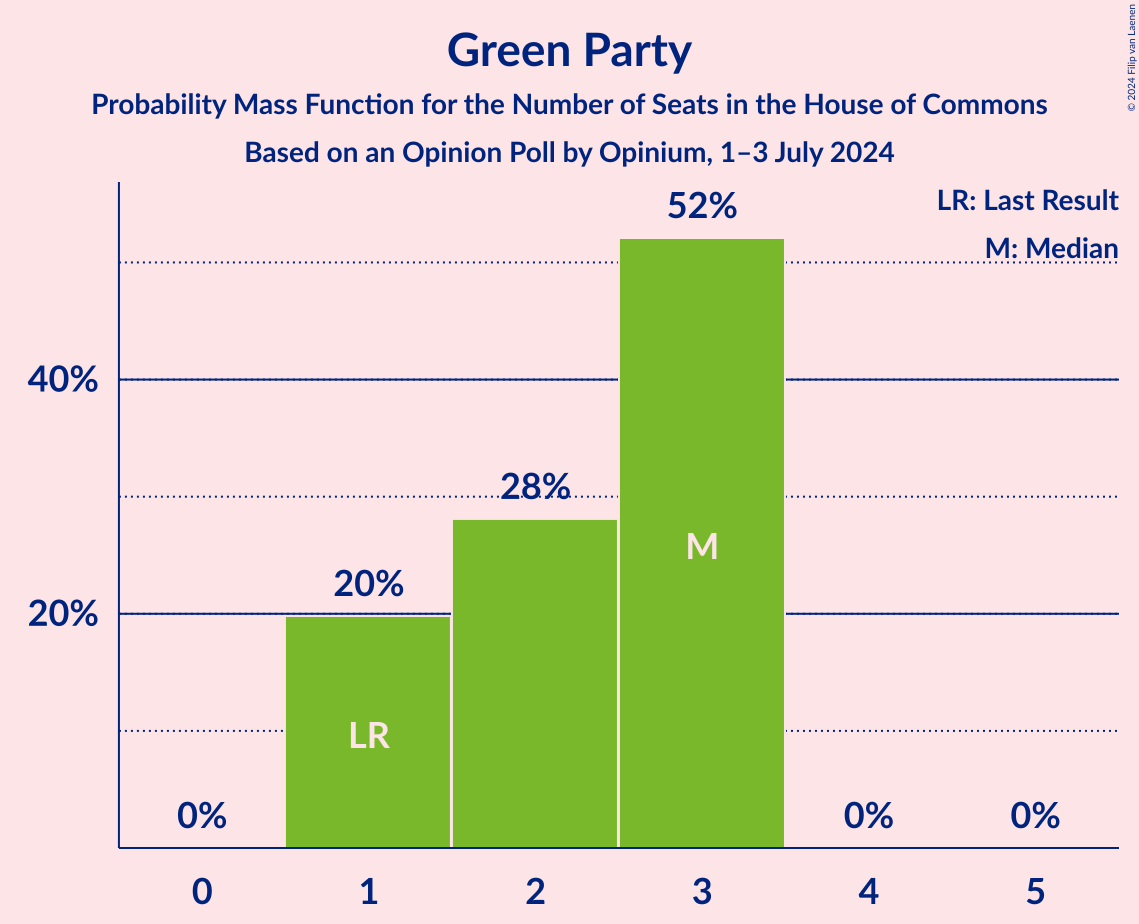 Green Party
Probability Mass Function for the Number of Seats in the House of Commons
Based on an Opinion Poll by Opinium, 1–3 July 2024
© 2024 Filip van Laenen
LR: Last Result
M: Median
52%
40%
28%
M
20%
20%
LR
0%
0%
0%
0
1
2
3
4
5